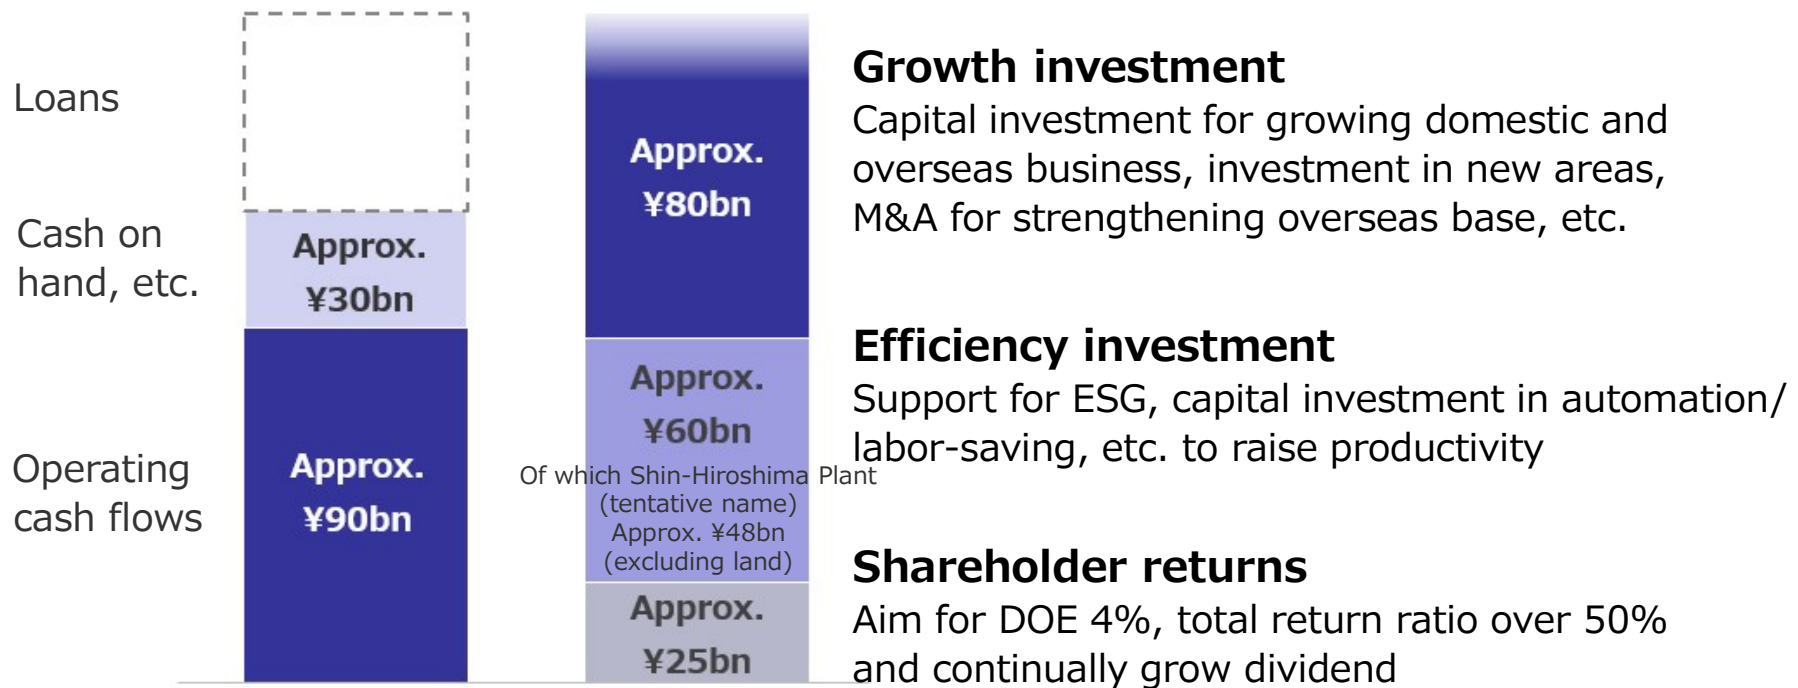 Loans
Cash on
hand, etc.
Operating
cash flows
Approx.
¥30bn
Approx.
¥90bn
Approx.
¥80bn
Approx.
¥60bn
Of which Shin-Hiroshima Plant
(tentative name)
Approx. ¥48bn
(excluding land)
Approx.
¥25bn
Growth investment
Capital investment for growing domestic and
overseas business, investment in new areas,
M&A for strengthening overseas base, etc.
Efficiency investment
Support for ESG, capital investment in automation/
labor-saving, etc. to raise productivity
Shareholder returns
Aim for DOE 4%, total return ratio over 50%
and continually grow dividend